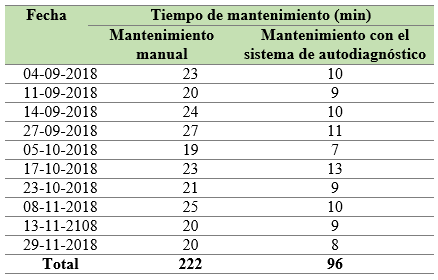 Fecha Tiempo de mantenimiento (min)
Mantenimiento manual Mantenimiento con el sistema de autodiagnóstico
04-09-2018 23 10
11-09-2018 20 9
14-09-2018 24 10
27-09-2018 27 11
05-10-2018 19 7
17-10-2018 23 13
23-10-2018 21 9
08-11-2018 25 10
13-11-2108 20 9
29-11-2018 20 8
Total 222 96